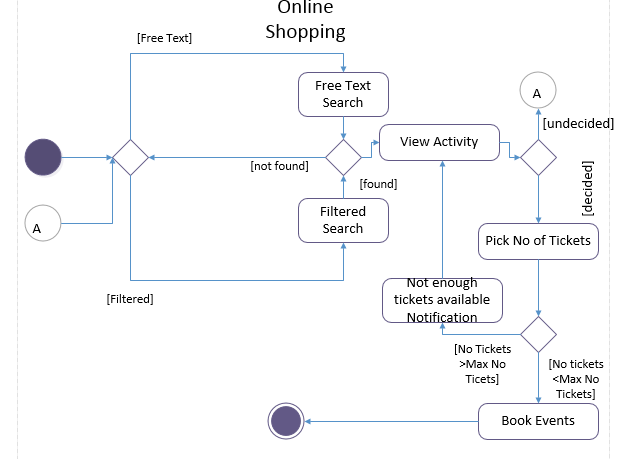 Online
Shopping
[Free Text]
Free Text
Search
A
[undecided]
View Activity
[not found]
[found]
[decided]
A
Filtered
Search
Pick No of Tickets
[Filtered]
Not enough
tickets available
Notification
[No Tickets
>Max No
Ticets]
[No tickets
<Max No
Tickets]
Book Events